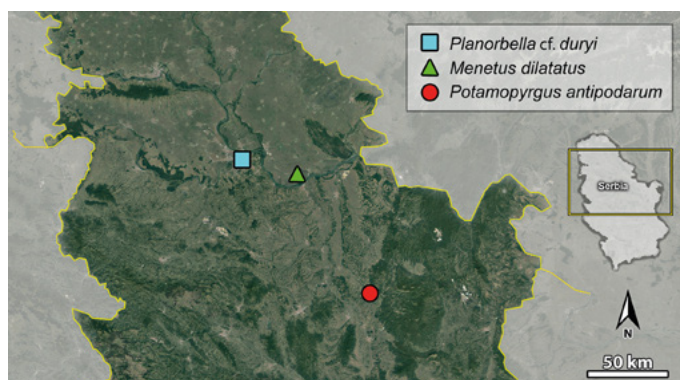 Planorbella cf. duryi
Menetus dilatatus
Potamopyrgus antipodarum
Serbia
N
50 km